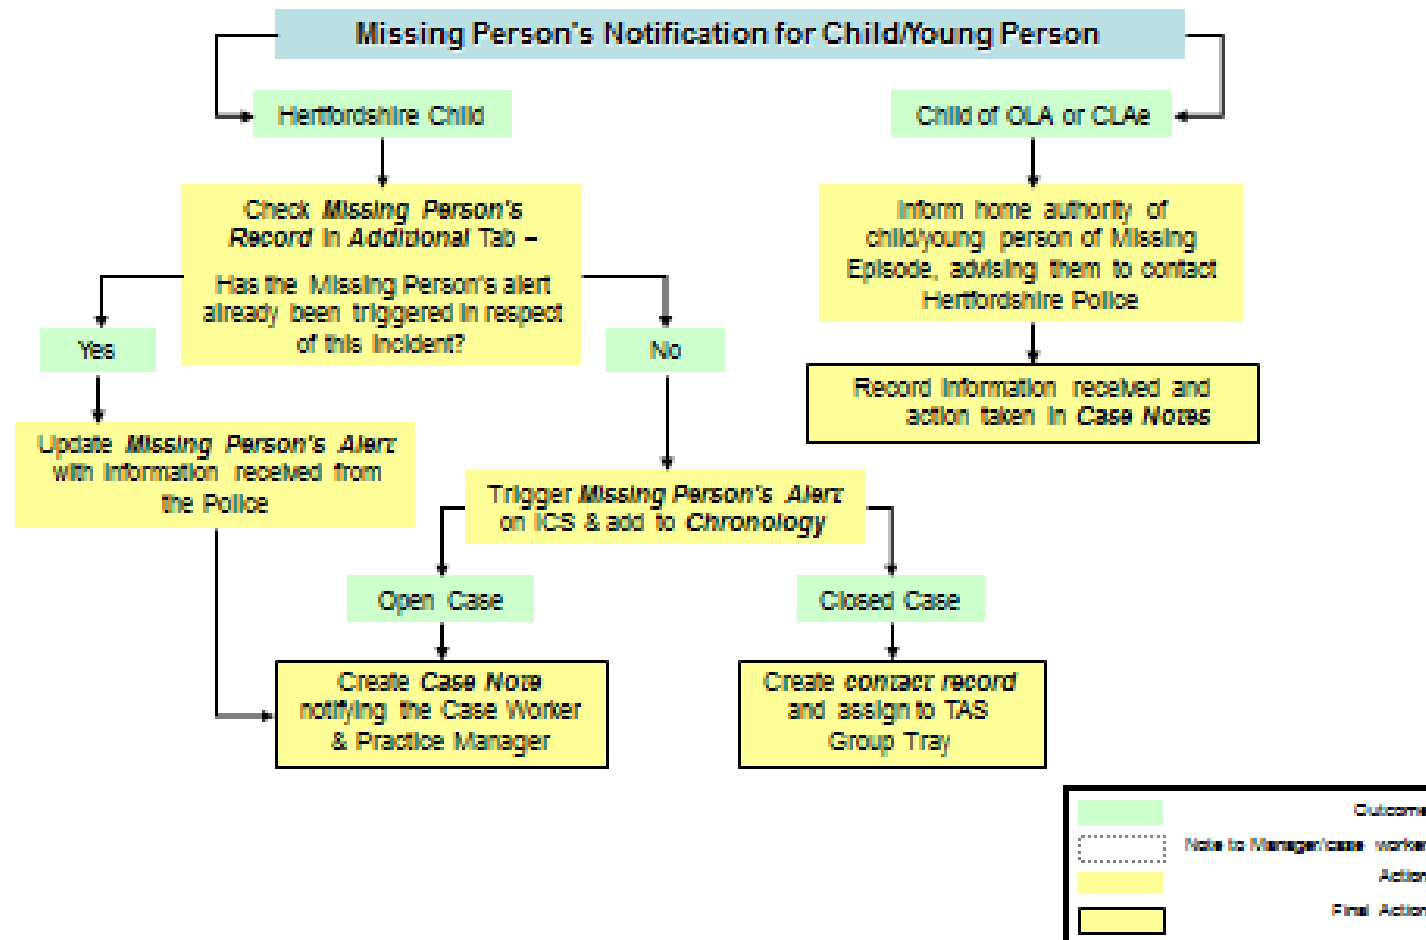 Missing Person's Notification for Child/Young Person
Hertfordshire Child
Child of OLA or CLAe
Check Missing Person's
Record in Additional Tab –
Has the Missing Person's alert
already been triggered in respect
of this incident?
Inform home authority of
child/young person of Missing
Episode, advising them to contact
Hertfordshire Police
Yes
No
Record information received and
action taken in Case Notes
Update Missing Person's Alert
with information received from
the Police
Trigger Missing Person's Alert
on ICS & add to Chronology
Open Case
Closed Case
Create Case Note
notifying the Case Worker
& Practice Manager
Create contact record
and assign to TAS
Group Tray
Outcome
Note to Manager/case worker
Action
Final Action